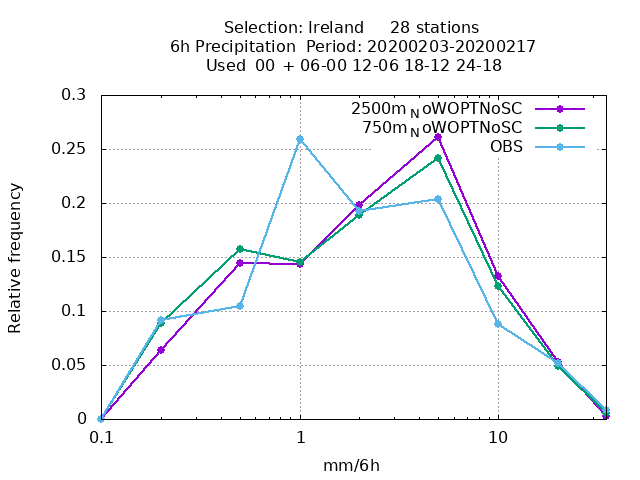 Selection: Ireland 28 stations
6h Precipitation Period: 20200203-20200217
Used 00 + 06-00 12-06 18-12 24-18
0.3
0.25
0.2
0.15
0.1
0.05
0
2500m_NoWOPTNoSC
750m_NoWOPTNoSC
OBS
Relative frequency
0.1 1 10
mm/6h